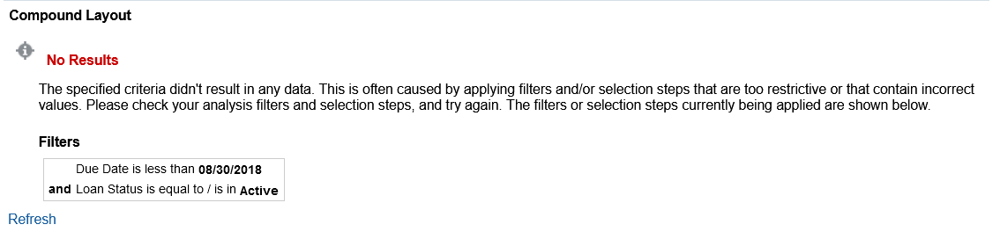 Compound Layout
No Results
The specified criteria didn't result in any data. This is often caused by applying filters and/or selection steps that are too restrictive or that contain incorrect
values. Please check your analysis filters and selection steps, and try again. The filters or selection steps currently being applied are shown below.
Filters
Due Date is less than 08/30/2018
and Loan Status is equal to / is in Active
Refresh